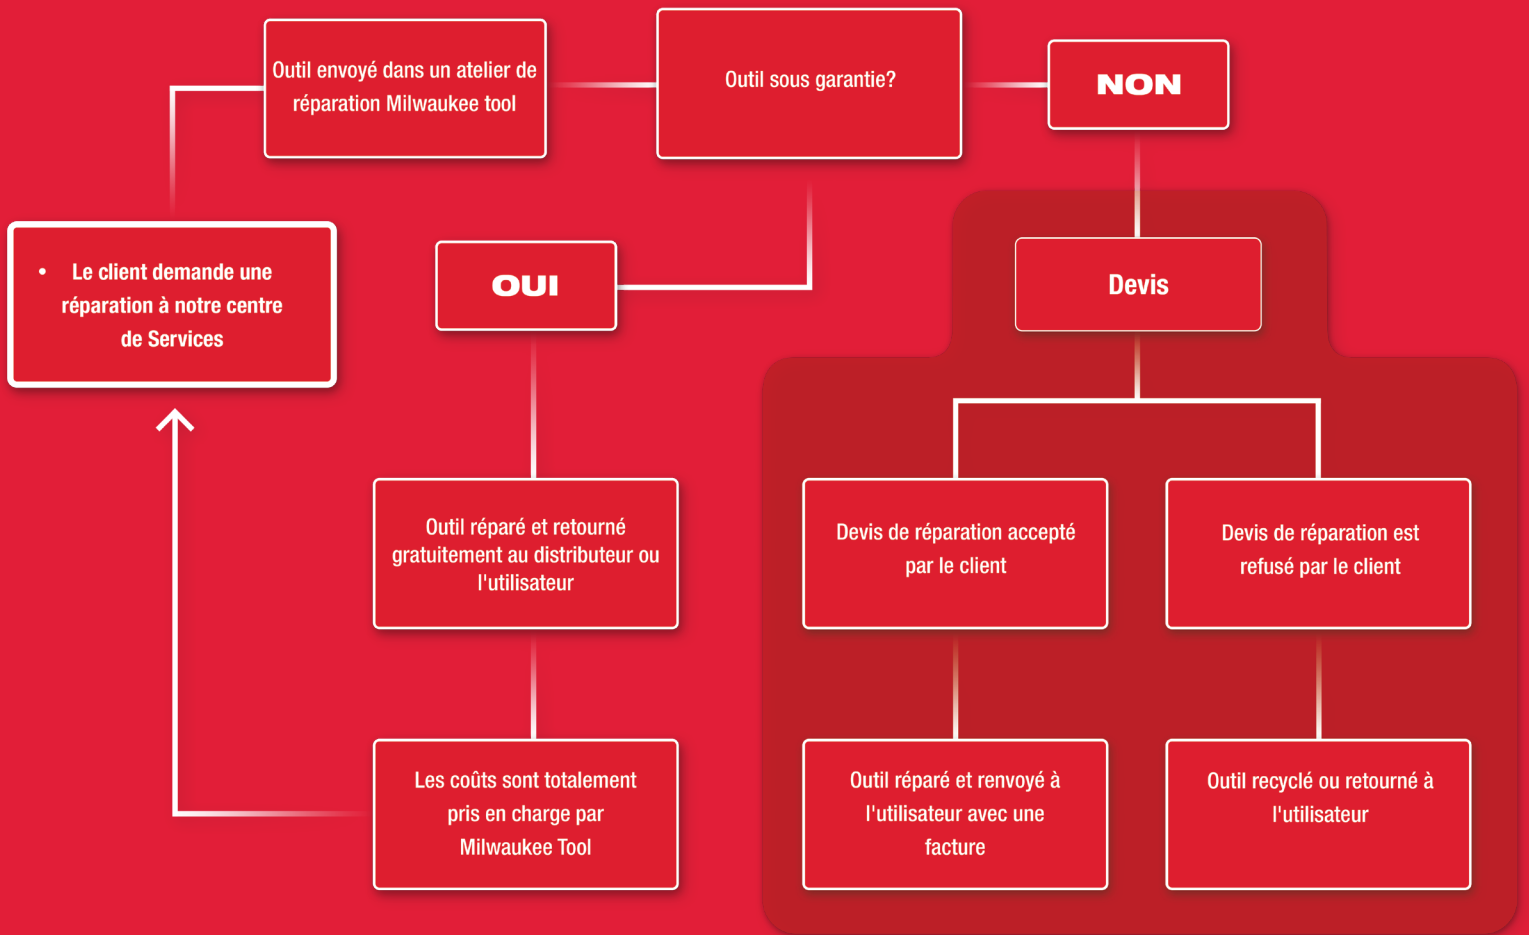 Outil envoyé dans un atelier de
réparation Milwaukee tool
Outil sous garantie?
NON
• Le client demande une
réparation à notre centre
de Services
OUI
Devis
Outil réparé et retourné
gratuitement au distributeur ou
l'utilisateur
Devis de réparation accepté
par le client
Devis de réparation est
refusé par le client
Les coûts sont totalement
pris en charge par
Milwaukee Tool
Outil réparé et renvoyé à
l'utilisateur avec une
facture
Outil recyclé ou retourné à
l'utilisateur